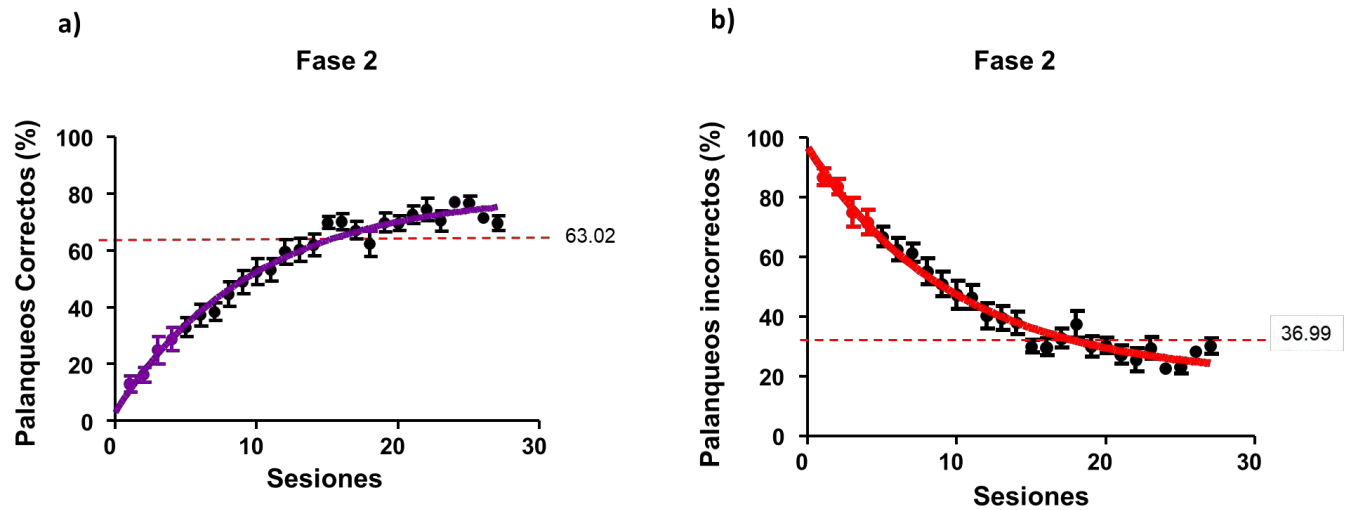 a)
Fase 2
Palanqueos Correctos (%)
100
80
60
40
20
0
0 10 20 30
Sesiones
63.02
b)
Fase 2
Palanqueos incorrectos (%)
100
80
60
40
20
0
0 10 20 30
Sesiones
36.99